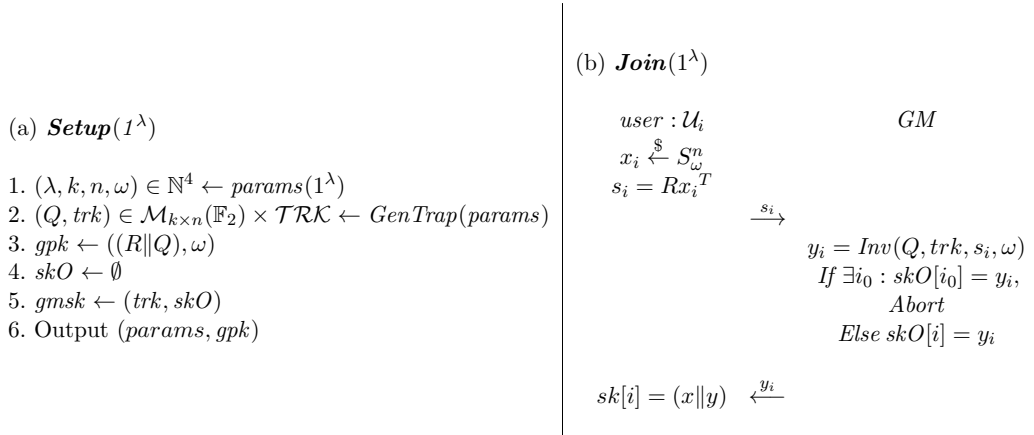 (a) Setup(1^λ)
1. (λ, k, n, ω) ∈ ℕ^4 ← params(1^λ)
2. (Q, trk) ∈ ℳ_{k×n}(𝔽_2) × 𝒯ℛ𝒦 ← GenTrap(params)
3. gpk ← ((R‖Q), ω)
4. skO ← ∅
5. gmsk ← (trk, skO)
6. Output (params, gpk)
(b) Join(1^λ)
user : 𝒰_i GM
x_i ←^$ S_ω^n
s_i = Rx_i^T
s_i ⟶
y_i = Inv(Q, trk, s_i, ω)
If ∃i_0 : skO[i_0] = y_i,
Abort
Else skO[i] = y_i
sk[i] = (x‖y) ⟵ y_i